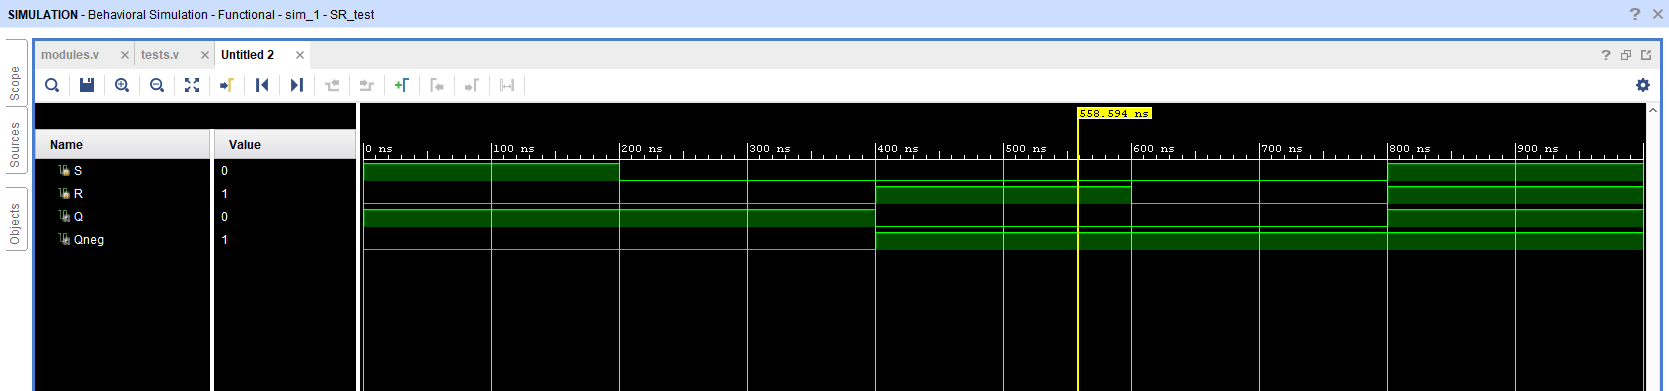 SIMULATION - Behavioral Simulation - Functional - sim_1 - SR_test
Scope
Sources
Objects
modules.v
tests.v
Untitled 2
558.594 ns
Name Value
0 ns 100 ns 200 ns 300 ns 400 ns 500 ns 600 ns 700 ns 800 ns 900 ns
S 0
R 1
Q 0
Qneg 1